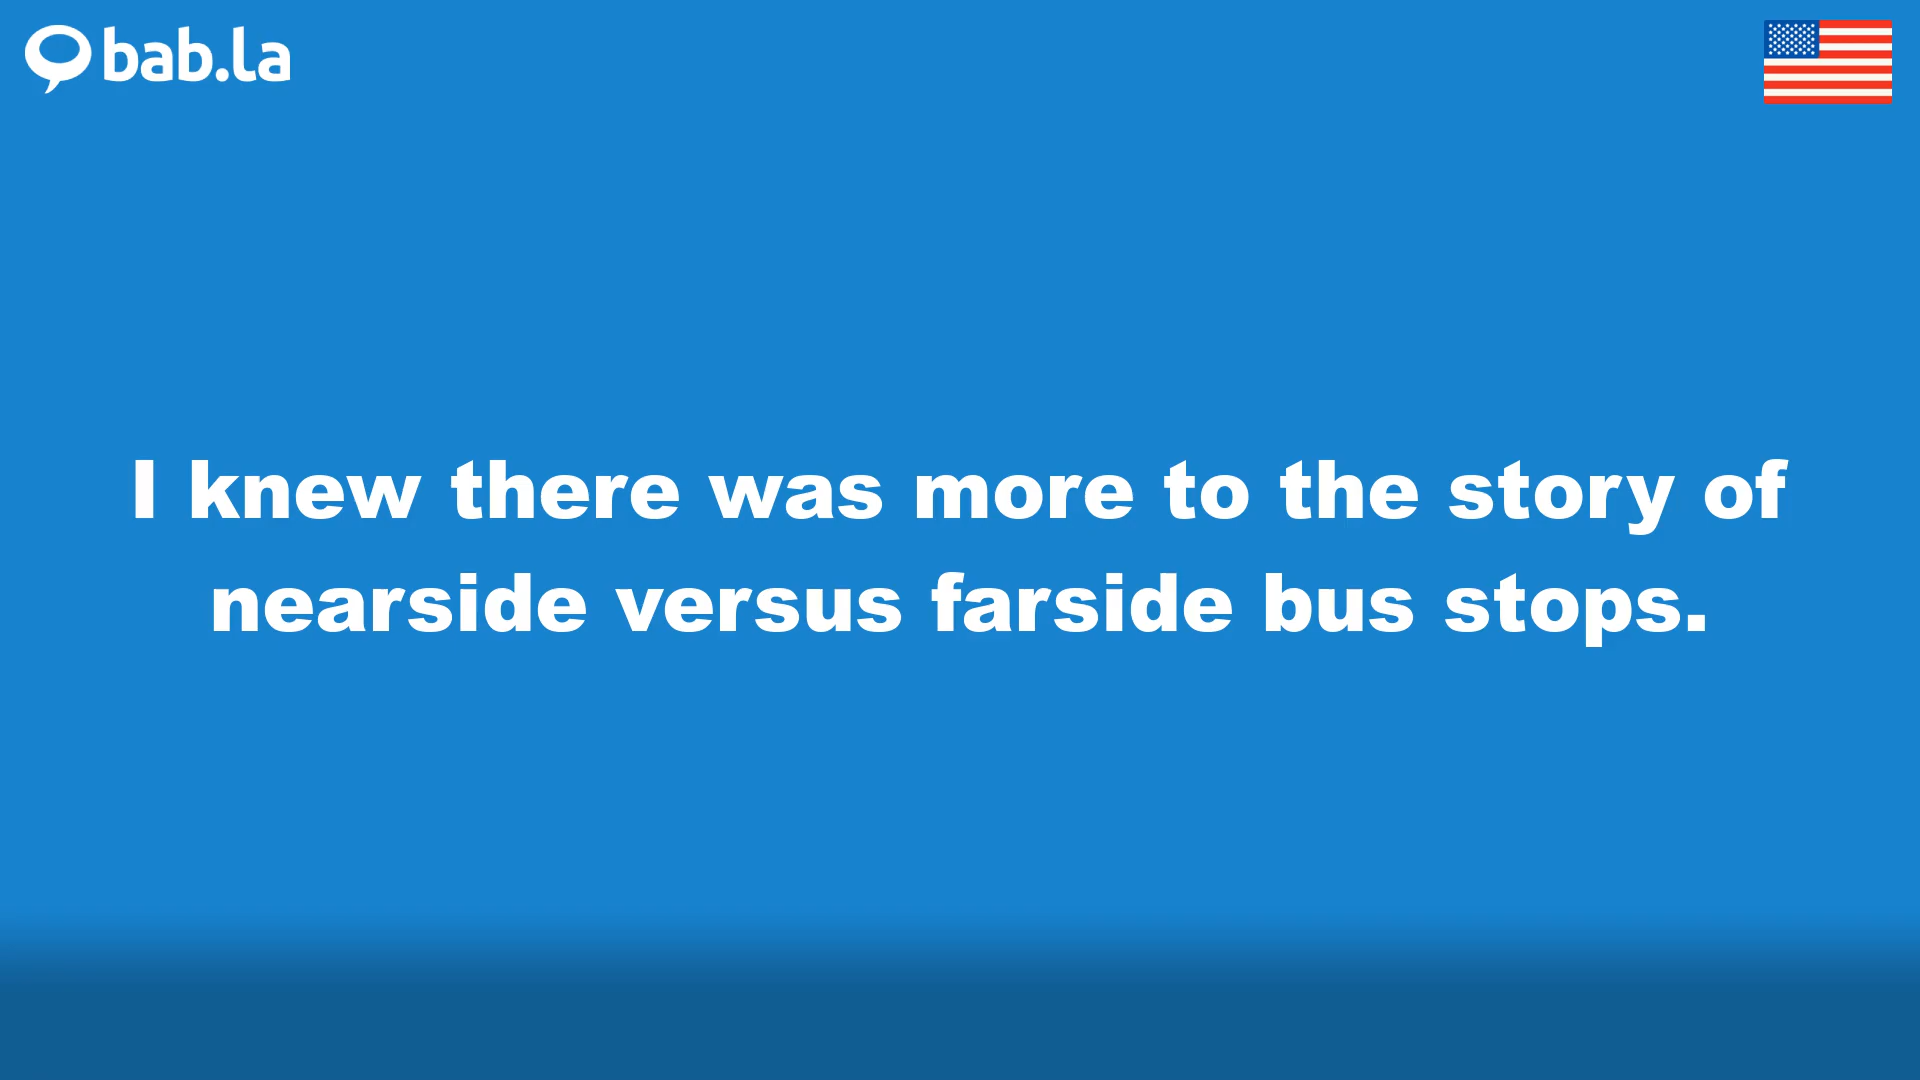 bab.la
I knew there was more to the story of
nearside versus farside bus stops.